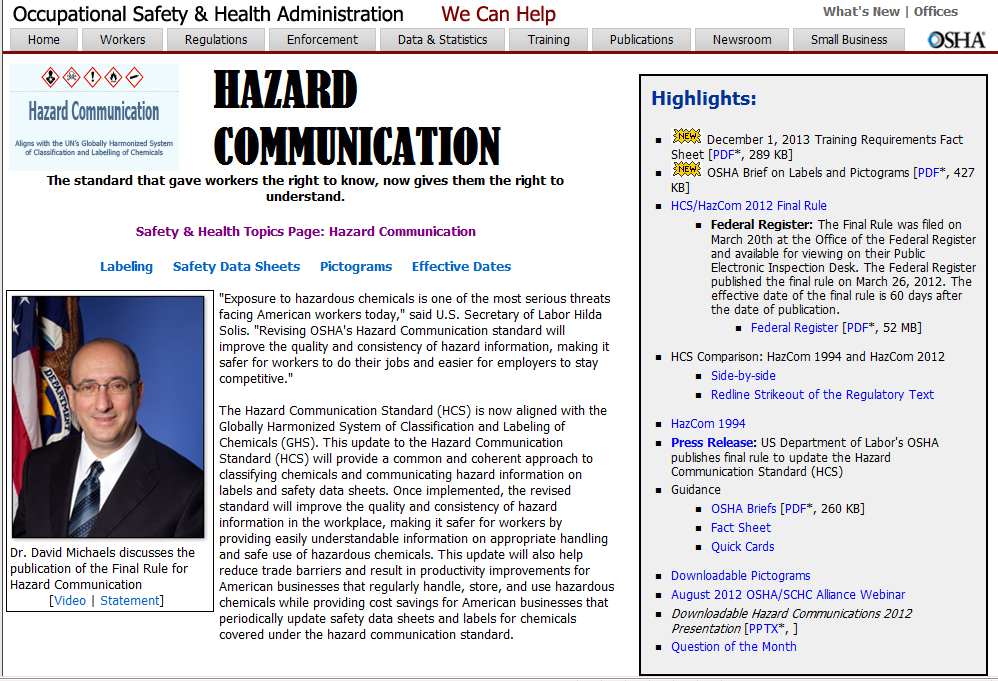 Occupational Safety & Health Administration We Can Help
What's New | Offices
Home Workers Regulations Enforcement Data & Statistics Training Publications Newsroom Small Business OSHA
Hazard Communication
Aligns with the UN's Globally Harmonized System
of Classification and Labelling of Chemicals
HAZARD
COMMUNICATION
The standard that gave workers the right to know, now gives them the right to
understand.
Safety & Health Topics Page: Hazard Communication
Labeling Safety Data Sheets Pictograms Effective Dates
DEPARTM
Dr. David Michaels discusses the
publication of the Final Rule for
Hazard Communication
[Video | Statement]
"Exposure to hazardous chemicals is one of the most serious threats
facing American workers today," said U.S. Secretary of Labor Hilda
Solis. "Revising OSHA's Hazard Communication standard will
improve the quality and consistency of hazard information, making it
safer for workers to do their jobs and easier for employers to stay
competitive."
The Hazard Communication Standard (HCS) is now aligned with the
Globally Harmonized System of Classification and Labeling of
Chemicals (GHS). This update to the Hazard Communication
Standard (HCS) will provide a common and coherent approach to
classifying chemicals and communicating hazard information on
labels and safety data sheets. Once implemented, the revised
standard will improve the quality and consistency of hazard
information in the workplace, making it safer for workers by
providing easily understandable information on appropriate handling
and safe use of hazardous chemicals. This update will also help
reduce trade barriers and result in productivity improvements for
American businesses that regularly handle, store, and use hazardous
chemicals while providing cost savings for American businesses that
periodically update safety data sheets and labels for chemicals
covered under the hazard communication standard.
Highlights:
NEW December 1, 2013 Training Requirements Fact
Sheet [PDF*, 289 KB]
NEW OSHA Brief on Labels and Pictograms [PDF*, 427
KB]
HCS/HazCom 2012 Final Rule
Federal Register: The Final Rule was filed on
March 20th at the Office of the Federal Register
and available for viewing on their Public
Electronic Inspection Desk. The Federal Register
published the final rule on March 26, 2012. The
effective date of the final rule is 60 days after
the date of publication.
Federal Register [PDF*, 52 MB]
HCS Comparison: HazCom 1994 and HazCom 2012
Side-by-side
Redline Strikeout of the Regulatory Text
HazCom 1994
Press Release: US Department of Labor's OSHA
publishes final rule to update the Hazard
Communication Standard (HCS)
Guidance
OSHA Briefs [PDF*, 260 KB]
Fact Sheet
Quick Cards
Downloadable Pictograms
August 2012 OSHA/SCHC Alliance Webinar
Downloadable Hazard Communications 2012
Presentation [PPTX*, ]
Question of the Month